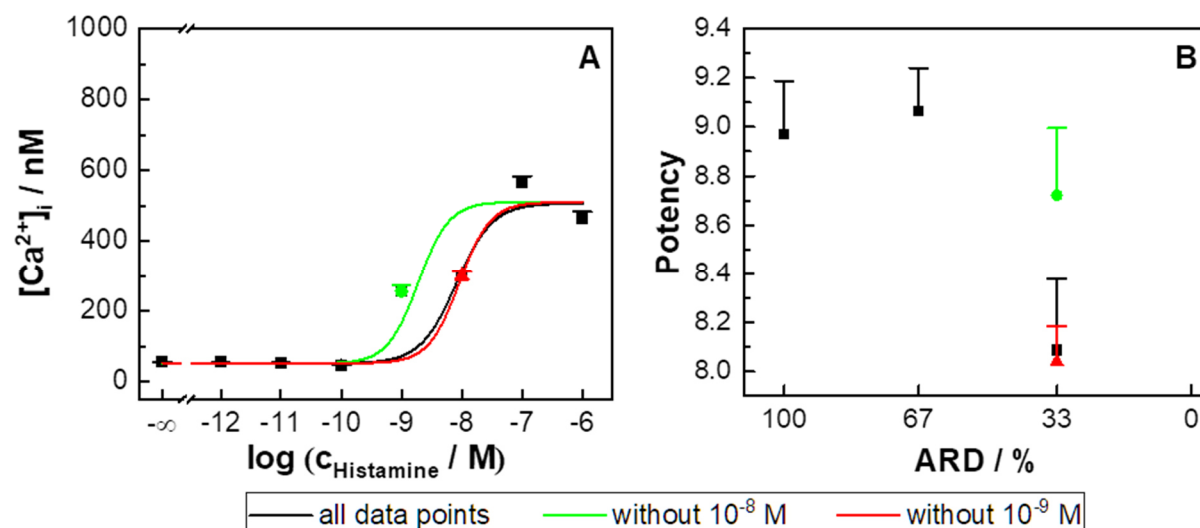 A
[Ca²⁺]ᵢ / nM
1000
800
600
400
200
0
-∞ -12 -11 -10 -9 -8 -7 -6
log (c_Histamine / M)
B
Potency
9.4
9.2
9.0
8.8
8.6
8.4
8.2
8.0
100 67 33 0
ARD / %
all data points without 10⁻⁸ M without 10⁻⁹ M